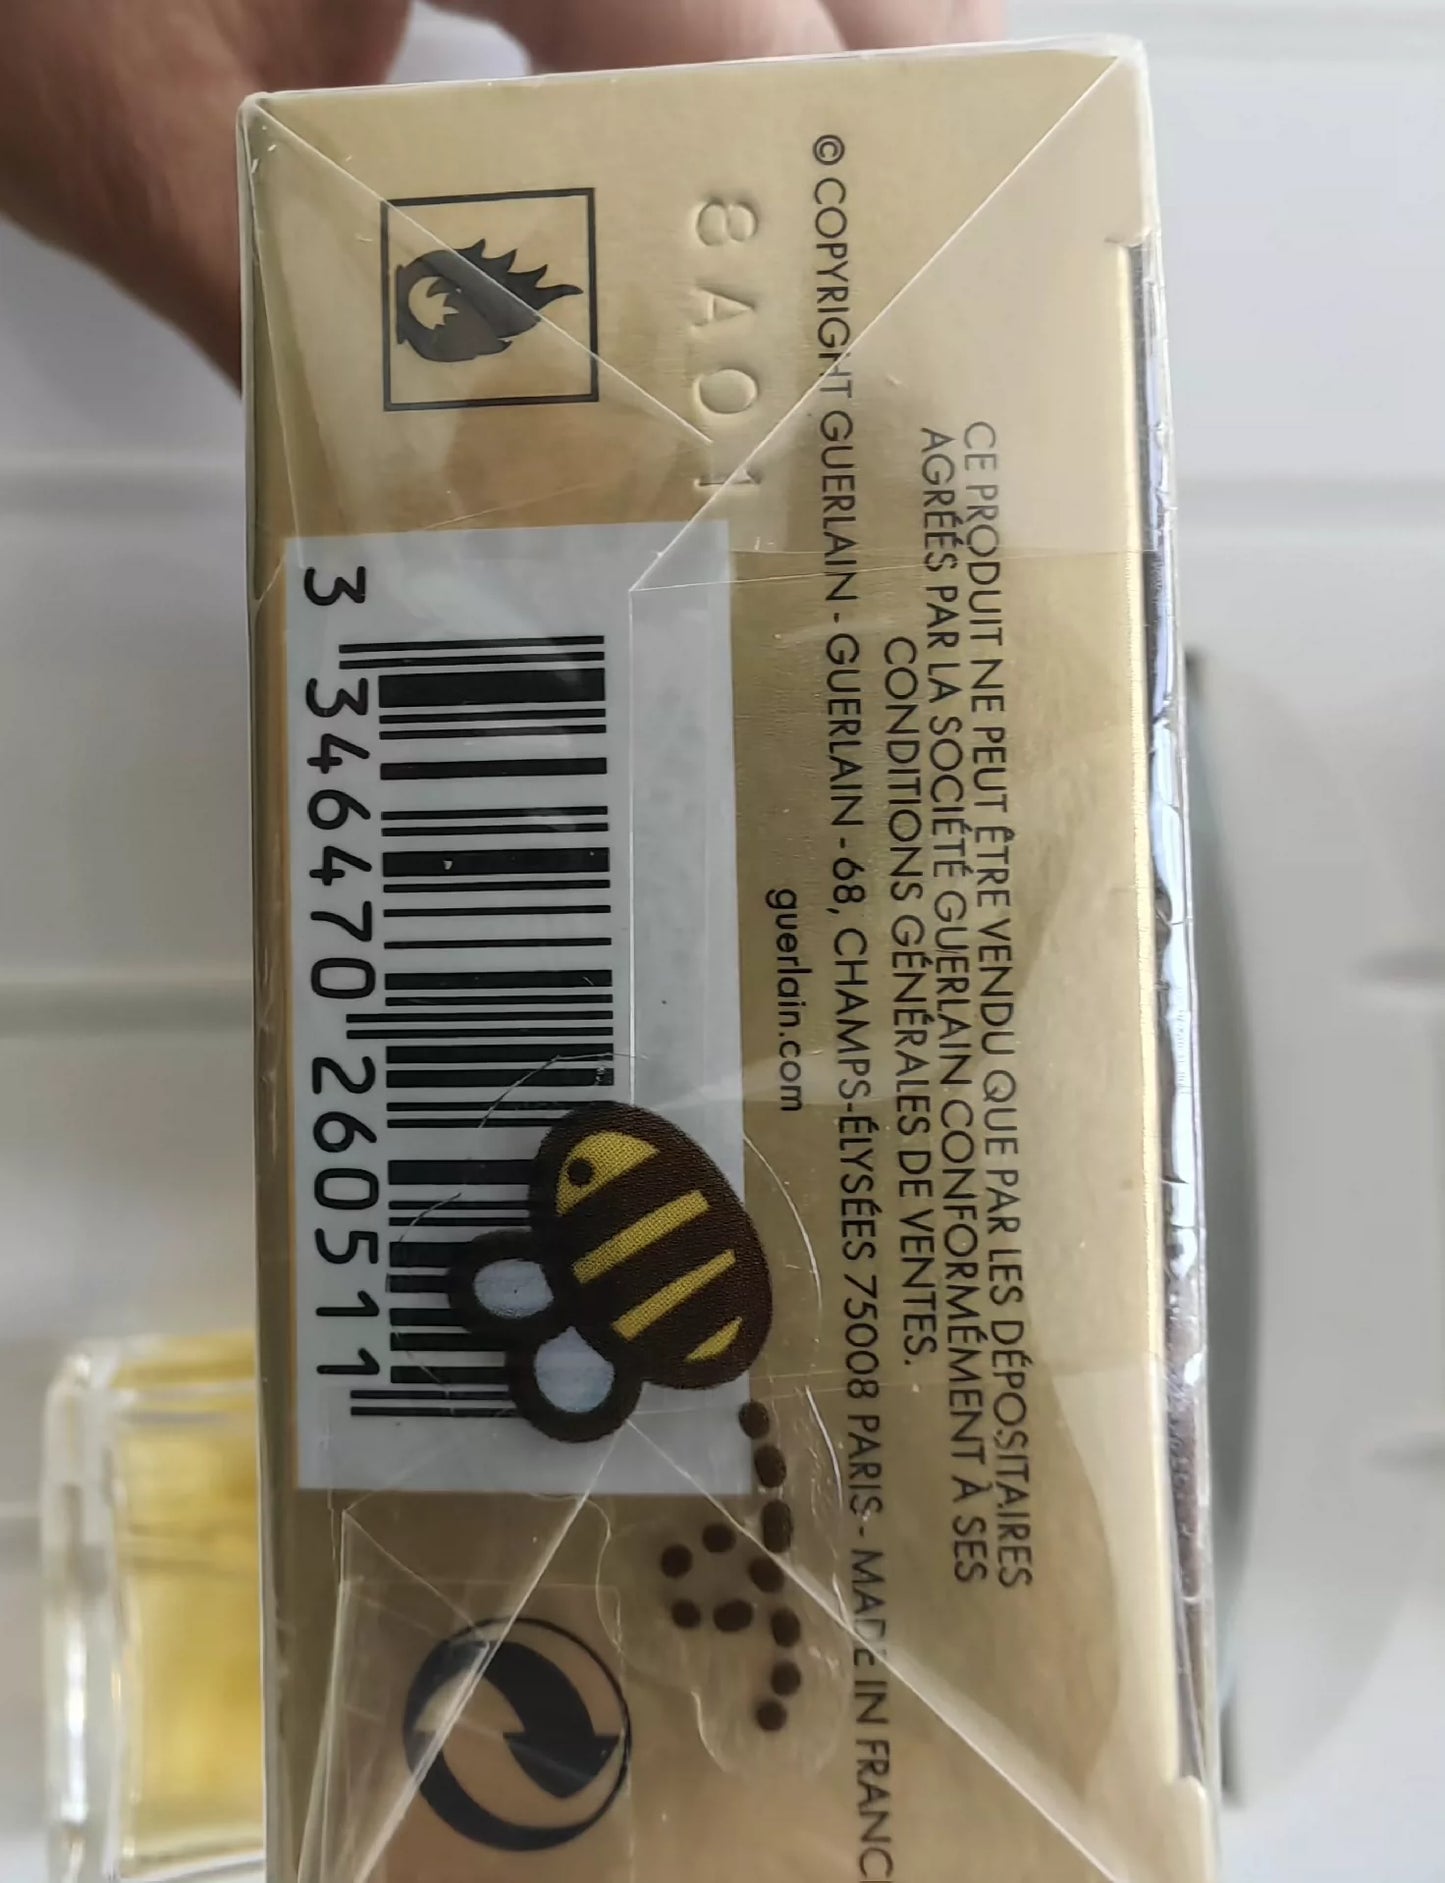 CE PRODUIT NE PEUT ÊTRE VENDU QUE PAR LES DÉPOSITAIRES
AGRÉÉS PAR LA SOCIÉTÉ GUERLAIN CONFORMÉMENT À SES
CONDITIONS GÉNÉRALES DE VENTES.
© COPYRIGHT GUERLAIN - GUERLAIN - 68, CHAMPS-ÉLYSÉES 75008 PARIS - MADE IN FRANC
guerlain.com
3 346470 260511